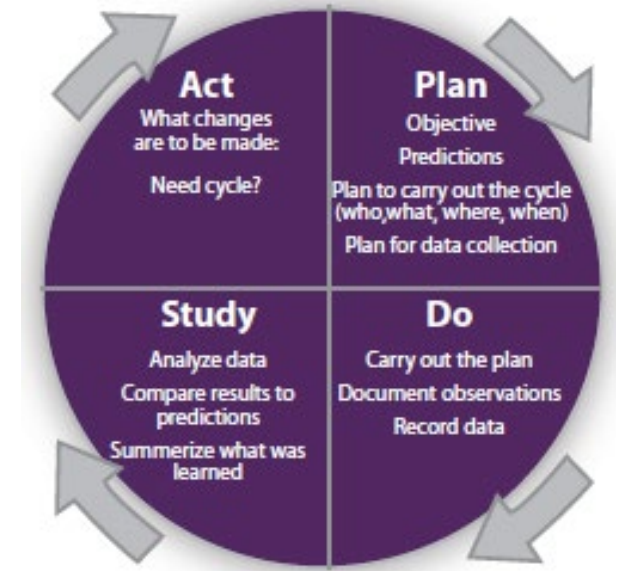 Act
What changes
are to be made:
Need cycle?
Plan
Objective
Predictions
Plan to carry out the cycle
(who,what, where, when)
Plan for data collection
Study
Analyze data
Compare results to
predictions
Summerize what was
learned
Do
Carry out the plan
Document observations
Record data